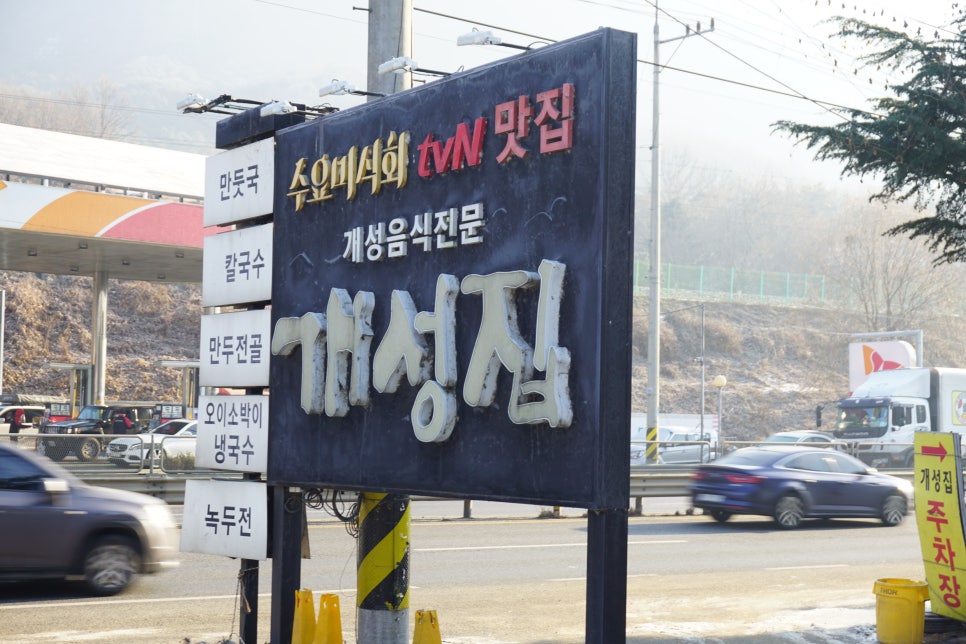 수요미식회 tvN 맛집
개성음식전문
개성집
만둣국
칼국수
만두전골
오이소박이
냉국수
녹두전
개성집
주차장